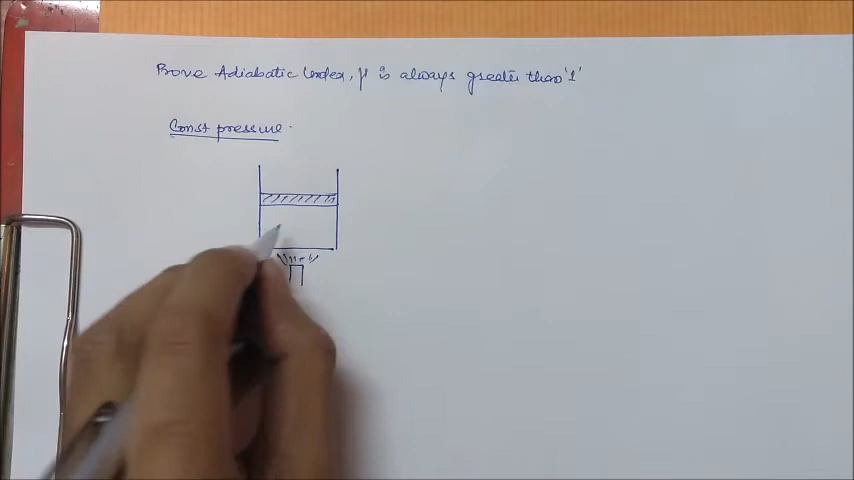 Prove Adiabatic Index, γ is always greater than '1'
Const pressure.